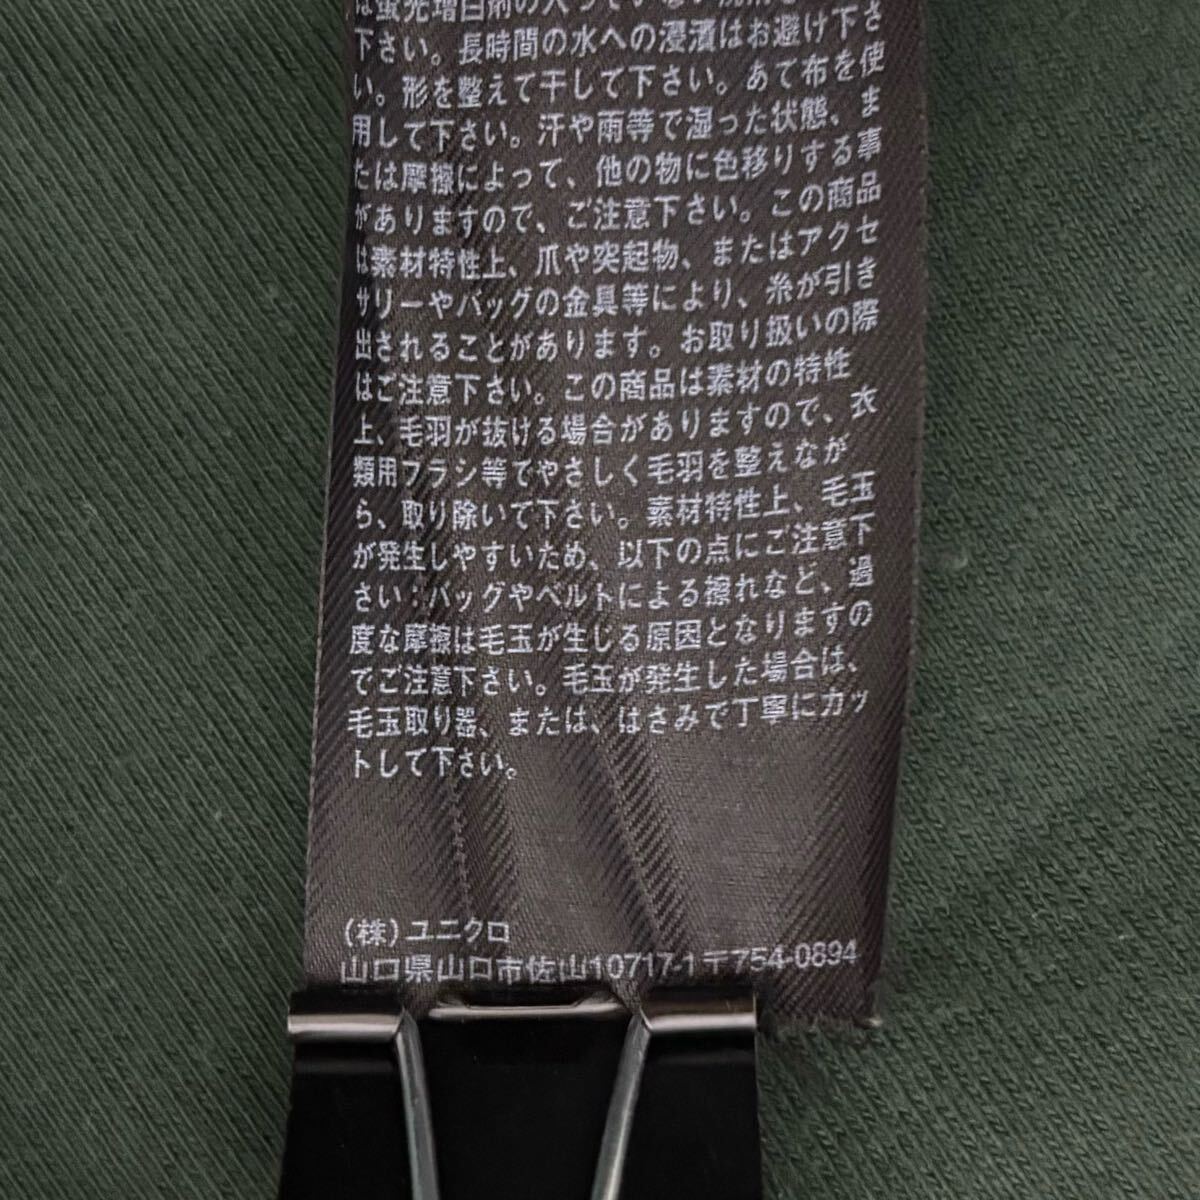 は蛍光増白剤の入っていない洗剤を
下さい。長時間の水への浸漬はお避け下さ
い。形を整えて干して下さい。あて布を使
用して下さい。汗や雨等で湿った状態、ま
たは摩擦によって、他の物に色移りする事
がありますので、ご注意下さい。この商品
は素材特性上、爪や突起物、またはアクセ
サリーやバッグの金具等により、糸が引き
出されることがあります。お取り扱いの際
はご注意下さい。この商品は素材の特性
上、毛羽が抜ける場合がありますので、衣
類用ブラシ等でやさしく毛羽を整えなが
ら、取り除いて下さい。素材特性上、毛玉
が発生しやすいため、以下の点にご注意下
さい：バッグやベルトによる擦れなど、過
度な摩擦は毛玉が生じる原因となりますの
でご注意下さい。毛玉が発生した場合は、
毛玉取り器、または、はさみで丁寧にカッ
トして下さい。
(株)ユニクロ
山口県山口市佐山10717-1〒754-0894